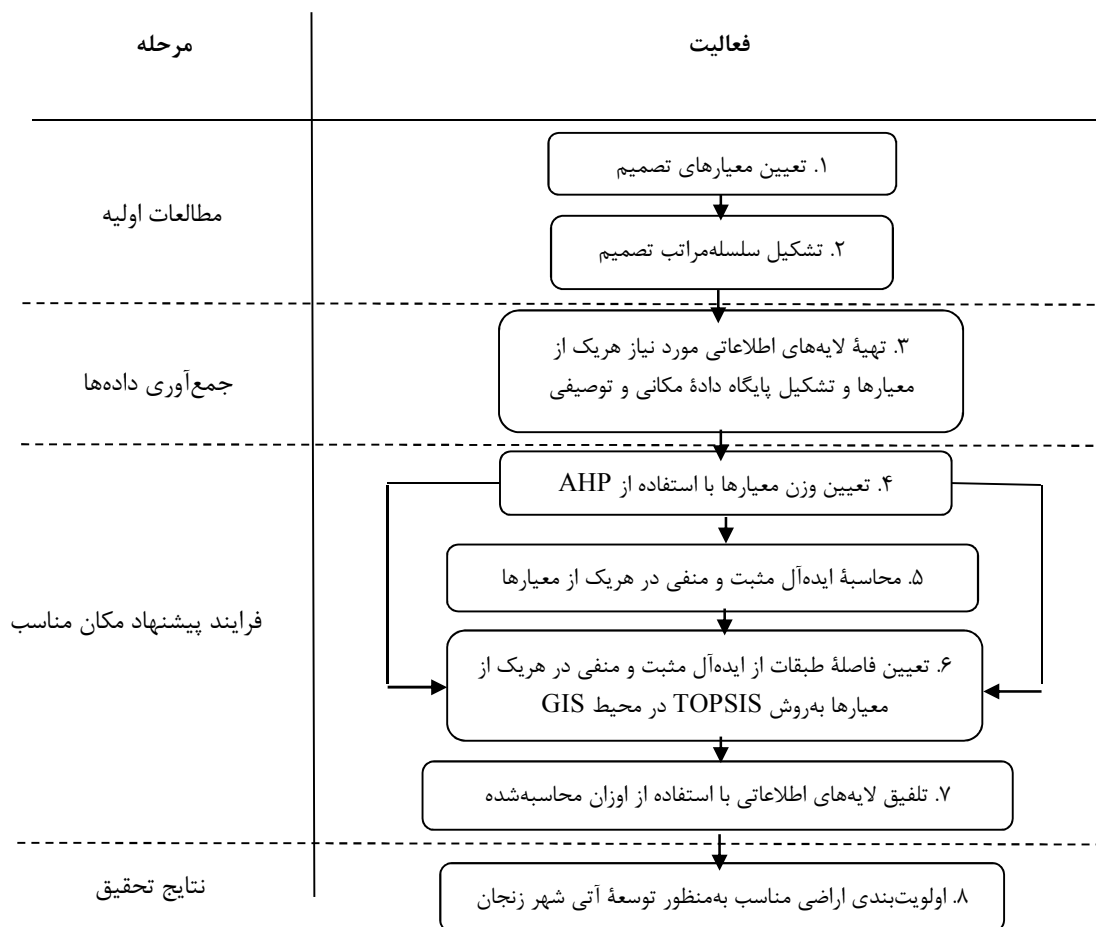 مرحله
فعالیت
مطالعات اولیه
۱. تعیین معیارهای تصمیم
۲. تشکیل سلسله‌مراتب تصمیم
جمع‌آوری داده‌ها
۳. تهیهٔ لایه‌های اطلاعاتی مورد نیاز هریک از
معیارها و تشکیل پایگاه دادهٔ مکانی و توصیفی
فرایند پیشنهاد مکان مناسب
۴. تعیین وزن معیارها با استفاده از AHP
۵. محاسبهٔ ایده‌آل مثبت و منفی در هریک از معیارها
۶. تعیین فاصلهٔ طبقات از ایده‌آل مثبت و منفی در هریک از
معیارها به‌روش TOPSIS در محیط GIS
۷. تلفیق لایه‌های اطلاعاتی با استفاده از اوزان محاسبه‌شده
نتایج تحقیق
۸. اولویت‌بندی اراضی مناسب به‌منظور توسعهٔ آتی شهر زنجان